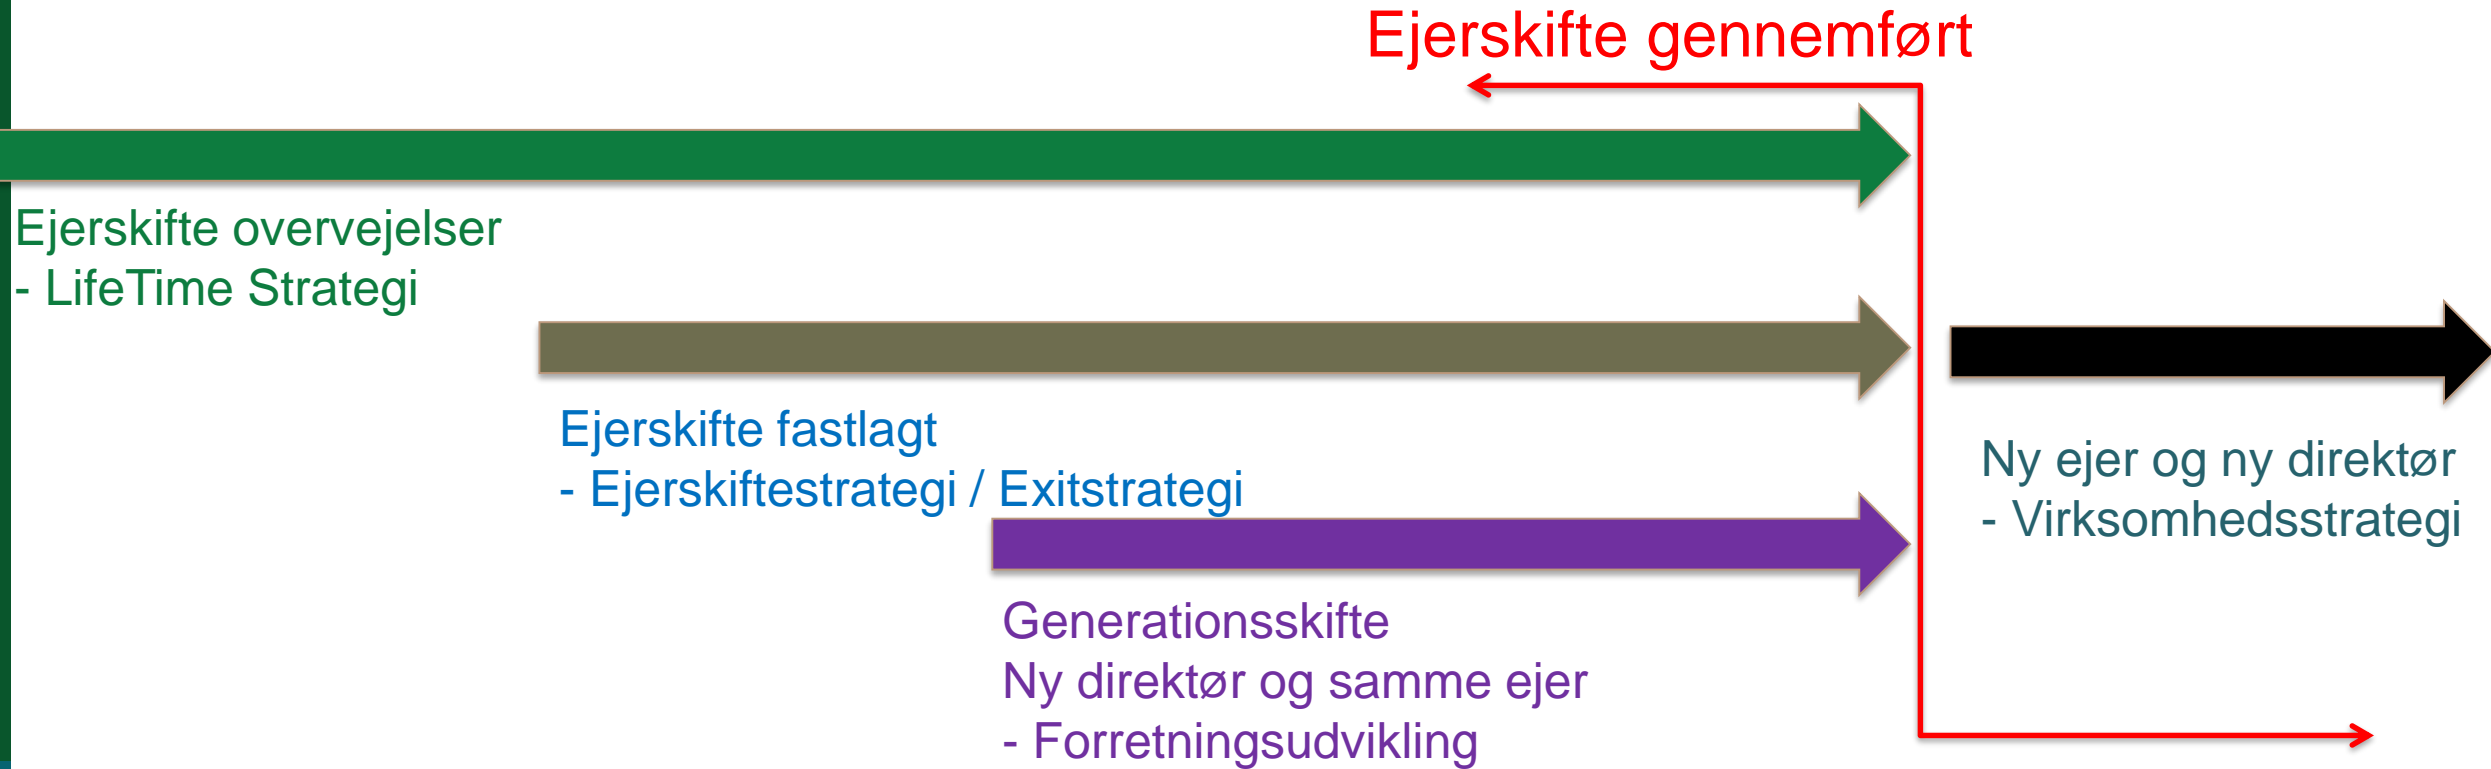 Ejerskifte gennemført
Ejerskifte overvejelser
- LifeTime Strategi
Ejerskifte fastlagt
- Ejerskiftestrategi / Exitstrategi
Ny ejer og ny direktør
- Virksomhedsstrategi
Generationsskifte
Ny direktør og samme ejer
- Forretningsudvikling